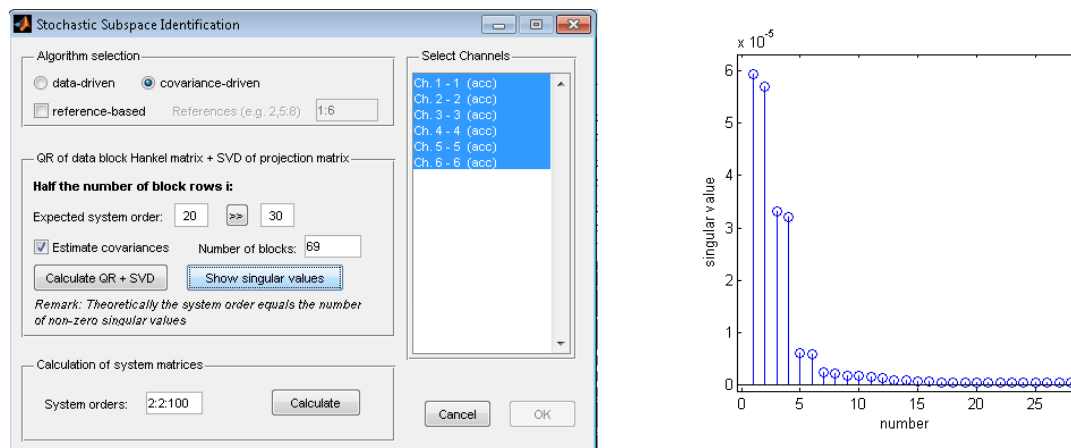 Stochastic Subspace Identification
Algorithm selection
data-driven covariance-driven
reference-based References (e.g. 2,5:8) 1:6
QR of data block Hankel matrix + SVD of projection matrix
Half the number of block rows i:
Expected system order: 20 >> 30
Estimate covariances Number of blocks: 69
Calculate QR + SVD Show singular values
Remark: Theoretically the system order equals the number
of non-zero singular values
Calculation of system matrices
System orders: 2:2:100 Calculate
Select Channels
Ch. 1 - 1 (acc)
Ch. 2 - 2 (acc)
Ch. 3 - 3 (acc)
Ch. 4 - 4 (acc)
Ch. 5 - 5 (acc)
Ch. 6 - 6 (acc)
Cancel OK
x 10^-5
6
5
4
3
2
1
0
singular value
0 5 10 15 20 25
number